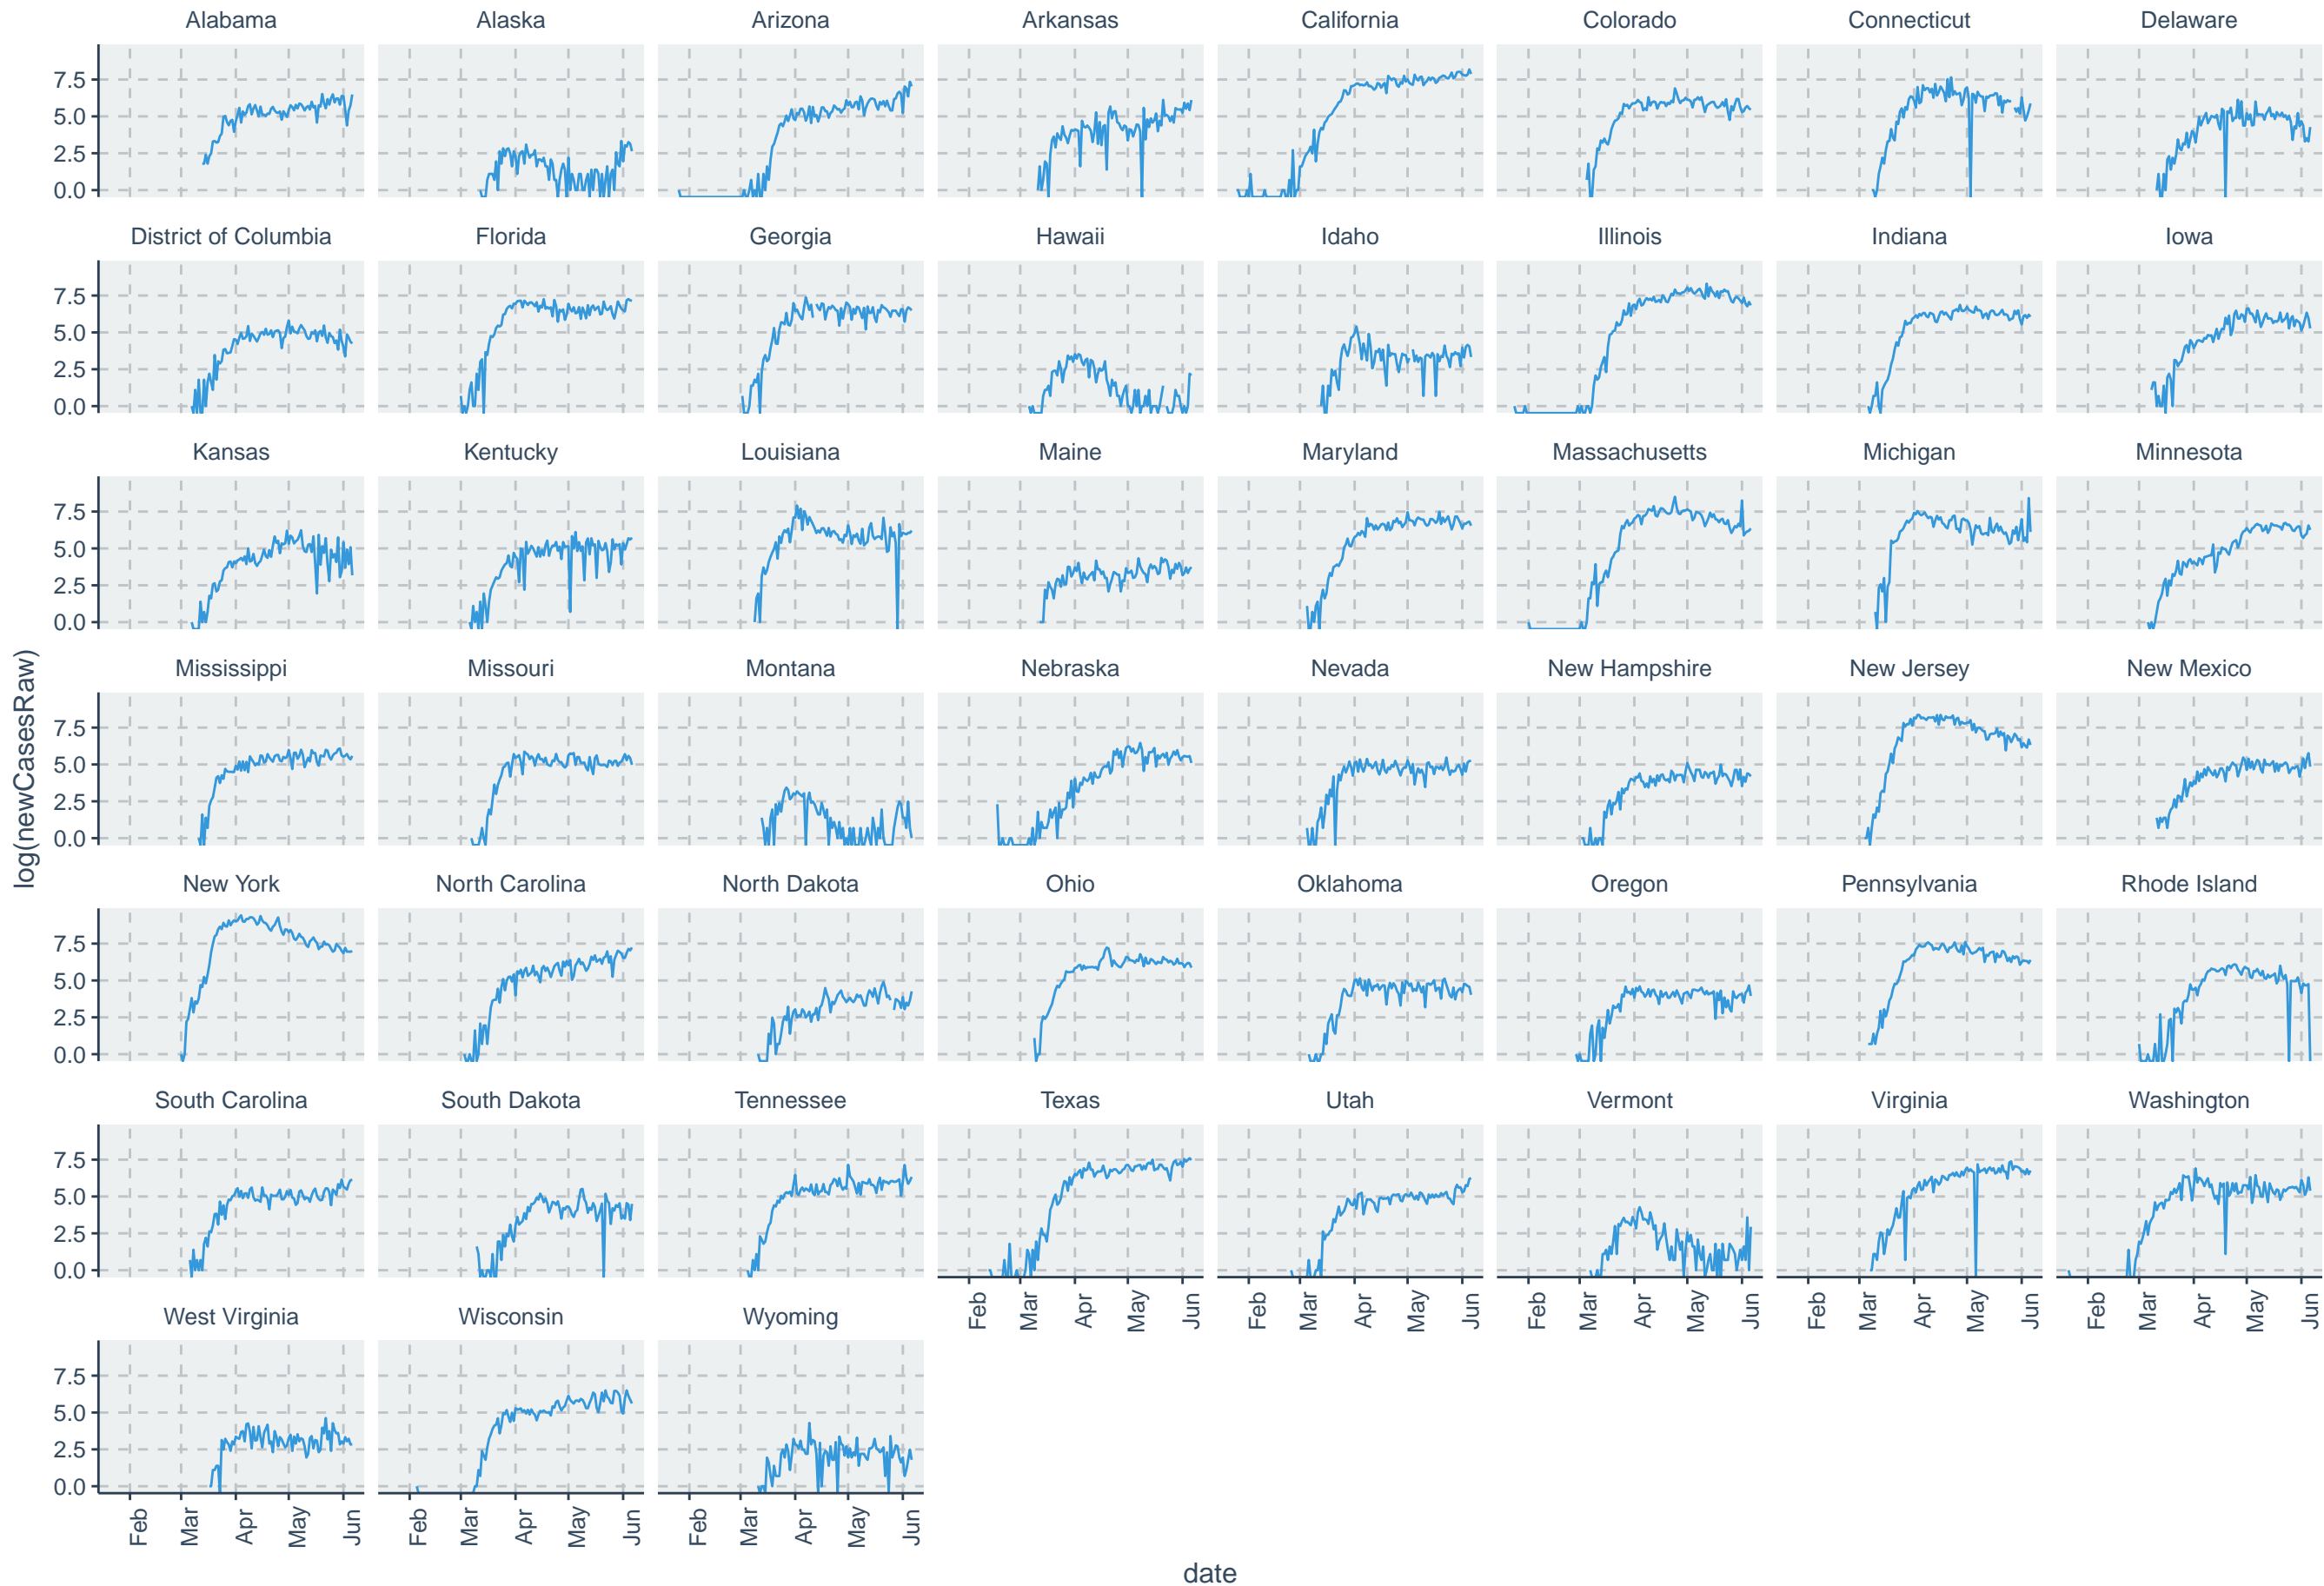 Alabama Alaska Arizona Arkansas California Colorado Connecticut Delaware
7.5
5.0
2.5
0.0
District of Columbia Florida Georgia Hawaii Idaho Illinois Indiana Iowa
7.5
5.0
2.5
0.0
Kansas Kentucky Louisiana Maine Maryland Massachusetts Michigan Minnesota
7.5
5.0
2.5
0.0
Mississippi Missouri Montana Nebraska Nevada New Hampshire New Jersey New Mexico
7.5
5.0
2.5
0.0
log(newCasesRaw)
New York North Carolina North Dakota Ohio Oklahoma Oregon Pennsylvania Rhode Island
7.5
5.0
2.5
0.0
South Carolina South Dakota Tennessee Texas Utah Vermont Virginia Washington
7.5
5.0
2.5
0.0
Feb Mar Apr May Jun Feb Mar Apr May Jun Feb Mar Apr May Jun Feb Mar Apr May Jun Feb Mar Apr May Jun
West Virginia Wisconsin Wyoming
7.5
5.0
2.5
0.0
Feb Mar Apr May Jun Feb Mar Apr May Jun Feb Mar Apr May Jun
date